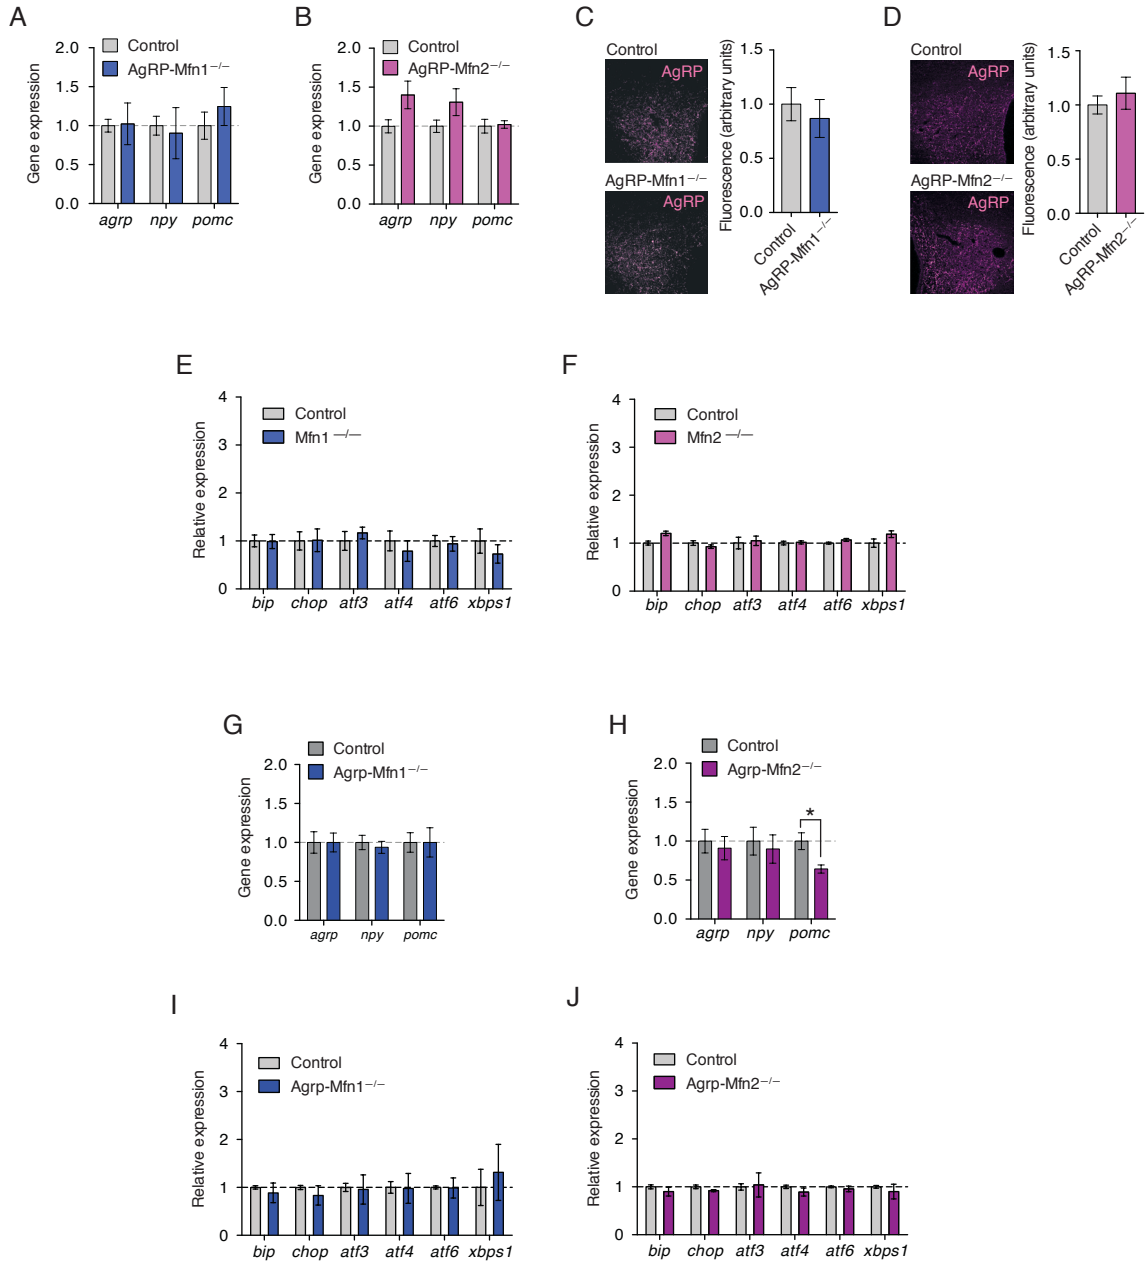 A
Gene expression
2.0
1.5
1.0
0.5
0.0
Control
AgRP-Mfn1−/−
agrp npy pomc
B
Gene expression
2.0
1.5
1.0
0.5
0.0
Control
AgRP-Mfn2−/−
agrp npy pomc
C
Control
AgRP
AgRP-Mfn1−/−
AgRP
Fluorescence (arbitrary units)
1.5
1.0
0.5
0.0
Control
AgRP-Mfn1−/−
D
Control
AgRP
AgRP-Mfn2−/−
AgRP
Fluorescence (arbitrary units)
1.5
1.0
0.5
0.0
Control
AgRP-Mfn2−/−
E
Relative expression
4
3
2
1
0
Control
Mfn1 −/−
bip chop atf3 atf4 atf6 xbps1
F
Relative expression
4
3
2
1
0
Control
Mfn2 −/−
bip chop atf3 atf4 atf6 xbps1
G
Gene expression
2.0
1.5
1.0
0.5
0.0
Control
Agrp-Mfn1−/−
agrp npy pomc
H
Gene expression
2.0
1.5
1.0
0.5
0.0
Control
Agrp-Mfn2−/−
*
agrp npy pomc
I
Relative expression
4
3
2
1
0
Control
Agrp-Mfn1−/−
bip chop atf3 atf4 atf6 xbps1
J
Relative expression
4
3
2
1
0
Control
Agrp-Mfn2−/−
bip chop atf3 atf4 atf6 xbps1